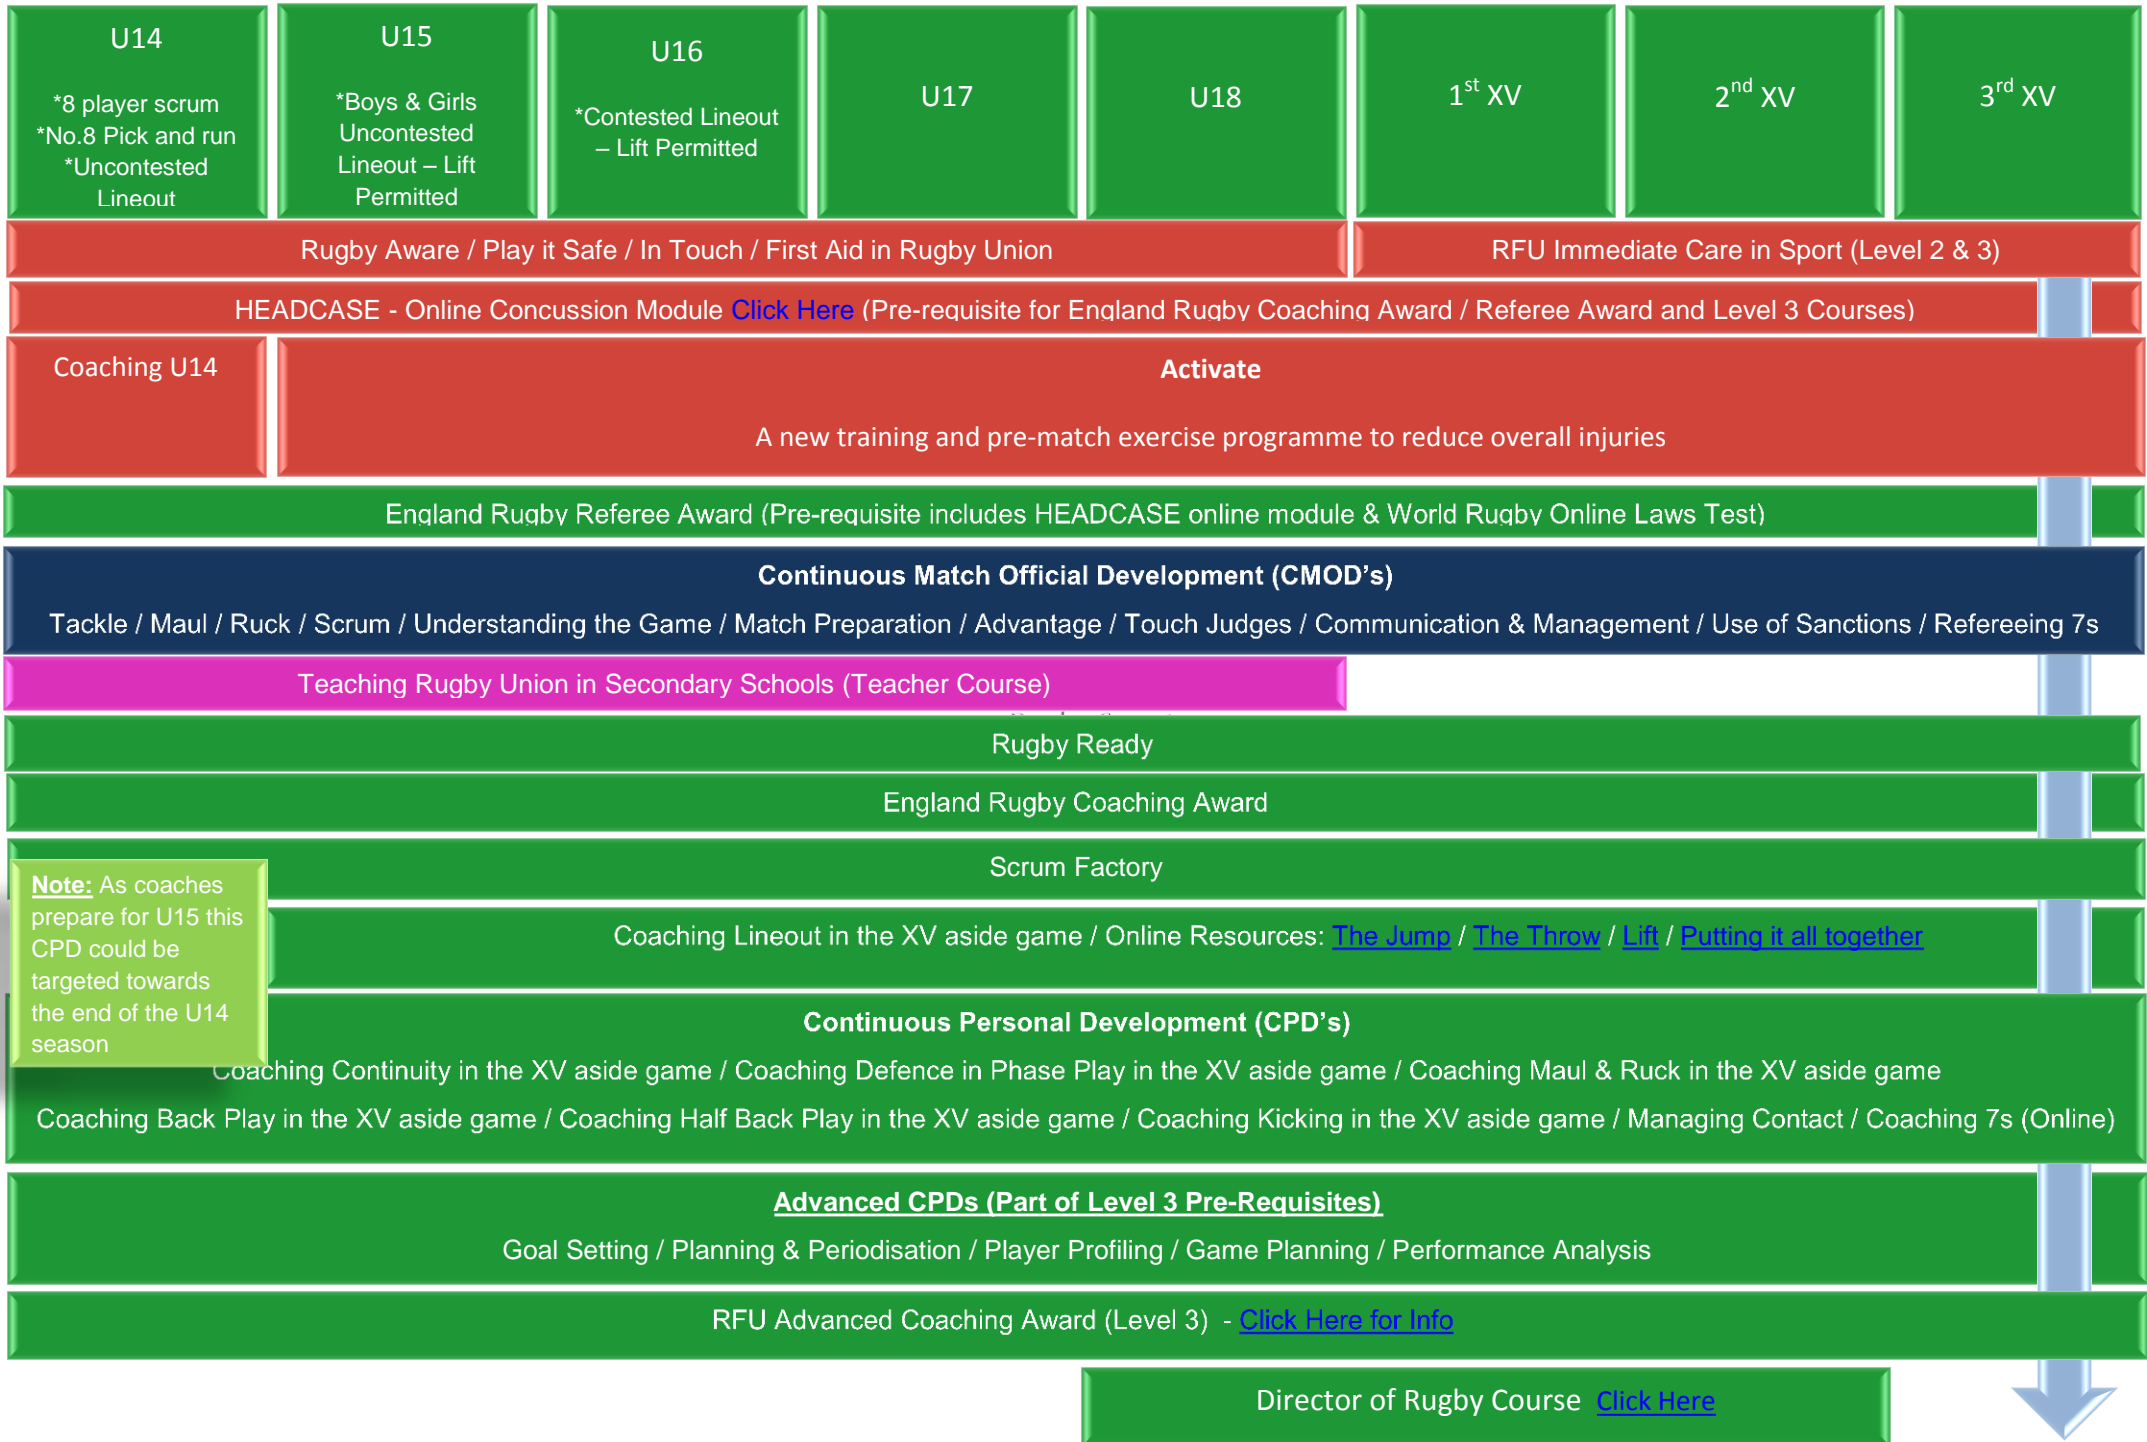 U14
*8 player scrum
*No.8 Pick and run
*Uncontested
Lineout
U15
*Boys & Girls
Uncontested
Lineout – Lift
Permitted
U16
*Contested Lineout
– Lift Permitted
U17
U18
1st XV
2nd XV
3rd XV
Rugby Aware / Play it Safe / In Touch / First Aid in Rugby Union
RFU Immediate Care in Sport (Level 2 & 3)
HEADCASE - Online Concussion Module Click Here (Pre-requisite for England Rugby Coaching Award / Referee Award and Level 3 Courses)
Coaching U14
Activate
A new training and pre-match exercise programme to reduce overall injuries
England Rugby Referee Award (Pre-requisite includes HEADCASE online module & World Rugby Online Laws Test)
Continuous Match Official Development (CMOD's)
Tackle / Maul / Ruck / Scrum / Understanding the Game / Match Preparation / Advantage / Touch Judges / Communication & Management / Use of Sanctions / Refereeing 7s
Teaching Rugby Union in Secondary Schools (Teacher Course)
Rugby Ready
England Rugby Coaching Award
Scrum Factory
Note: As coaches
prepare for U15 this
CPD could be
targeted towards
the end of the U14
season
Coaching Lineout in the XV aside game / Online Resources: The Jump / The Throw / Lift / Putting it all together
Continuous Personal Development (CPD's)
Coaching Continuity in the XV aside game / Coaching Defence in Phase Play in the XV aside game / Coaching Maul & Ruck in the XV aside game
Coaching Back Play in the XV aside game / Coaching Half Back Play in the XV aside game / Coaching Kicking in the XV aside game / Managing Contact / Coaching 7s (Online)
Advanced CPDs (Part of Level 3 Pre-Requisites)
Goal Setting / Planning & Periodisation / Player Profiling / Game Planning / Performance Analysis
RFU Advanced Coaching Award (Level 3) - Click Here for Info
Director of Rugby Course Click Here